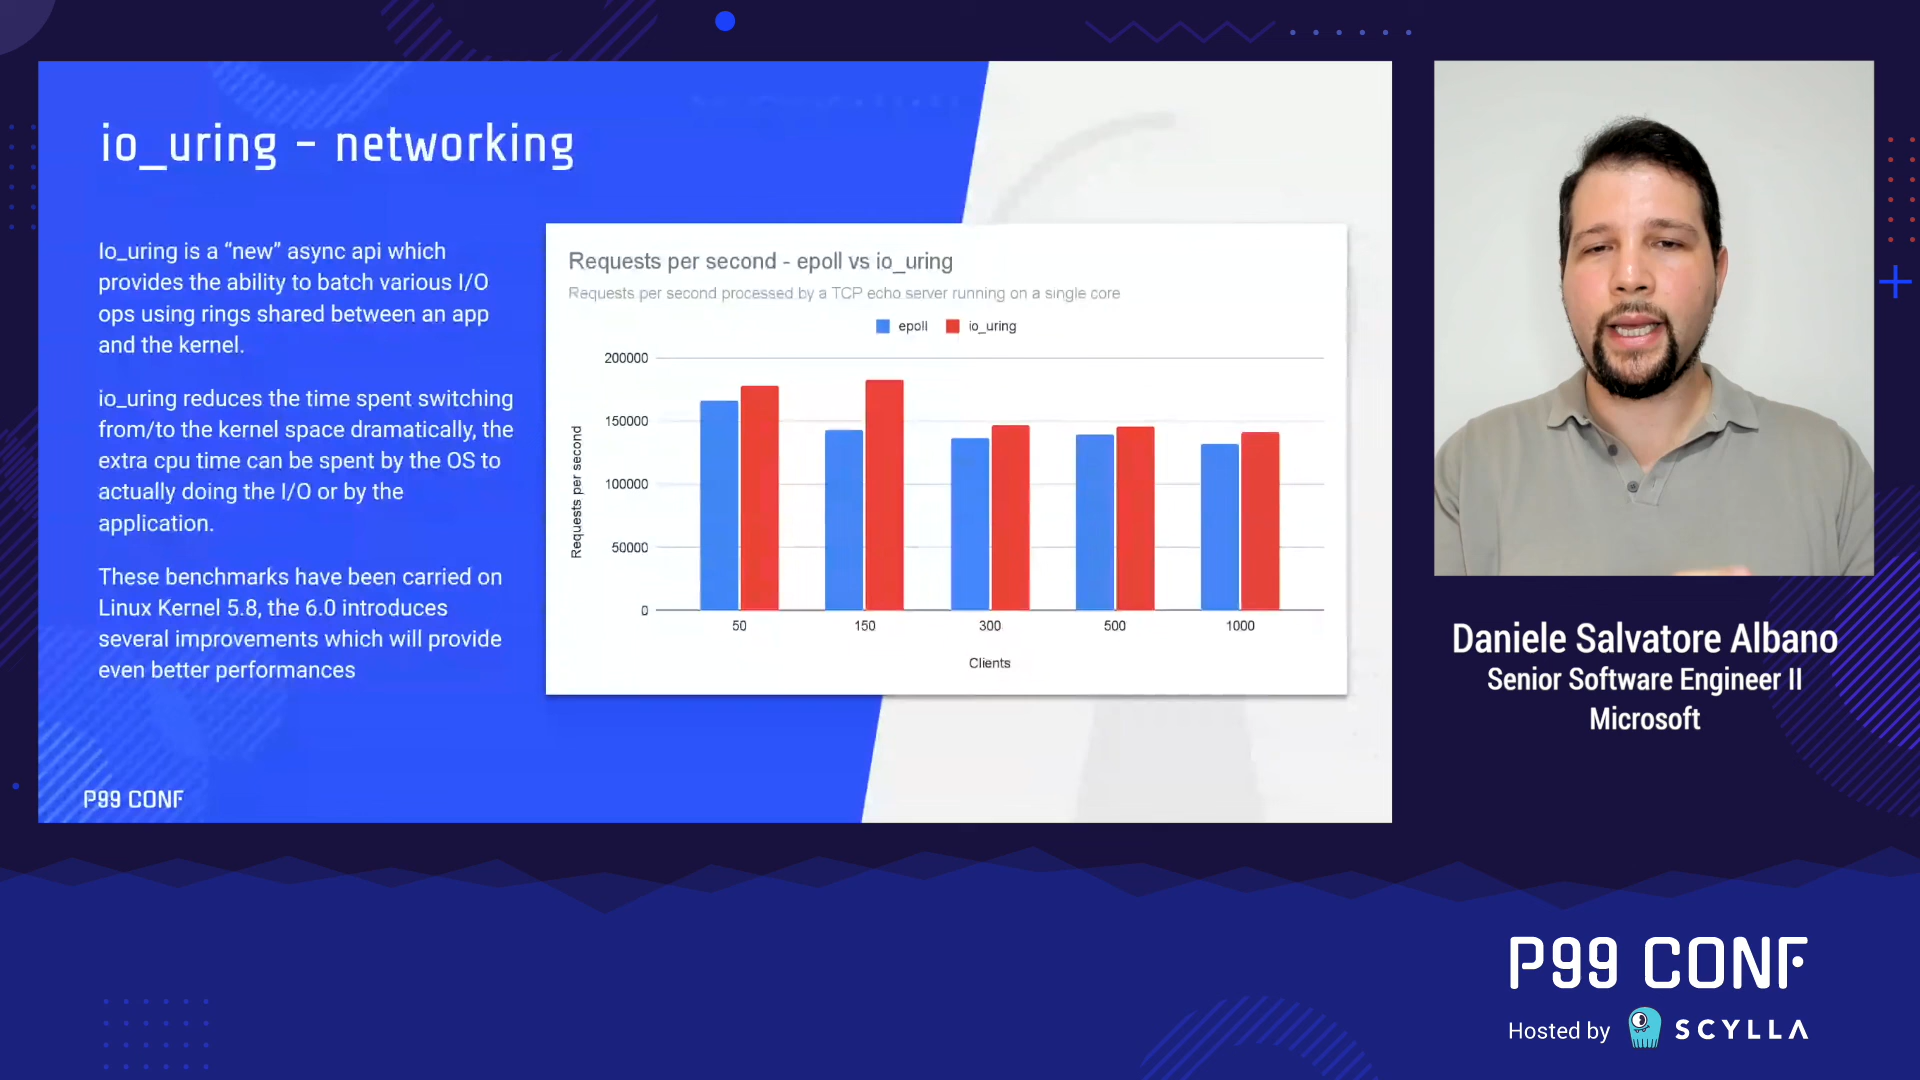 io_uring - networking
Io_uring is a “new” async api which
provides the ability to batch various I/O
ops using rings shared between an app
and the kernel.
io_uring reduces the time spent switching
from/to the kernel space dramatically, the
extra cpu time can be spent by the OS to
actually doing the I/O or by the
application.
These benchmarks have been carried on
Linux Kernel 5.8, the 6.0 introduces
several improvements which will provide
even better performances
P99 CONF
Requests per second - epoll vs io_uring
Requests per second processed by a TCP echo server running on a single core
epoll io_uring
Requests per second
200000
150000
100000
50000
0
50 150 300 500 1000
Clients
Daniele Salvatore Albano
Senior Software Engineer II
Microsoft
P99 CONF
Hosted by SCYLLA